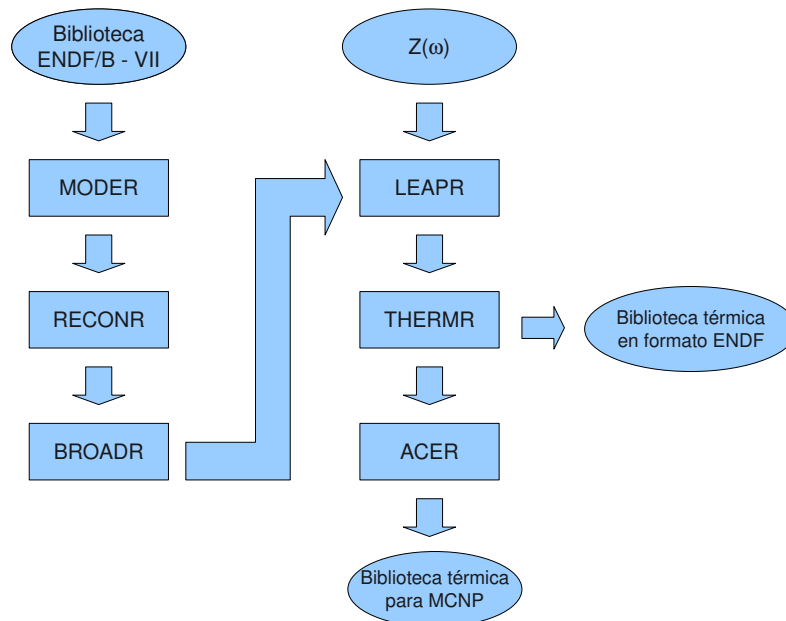 Biblioteca
ENDF/B - VII
MODER
RECONR
BROADR
Z(ω)
LEAPR
THERMR
Biblioteca térmica
en formato ENDF
ACER
Biblioteca térmica
para MCNP